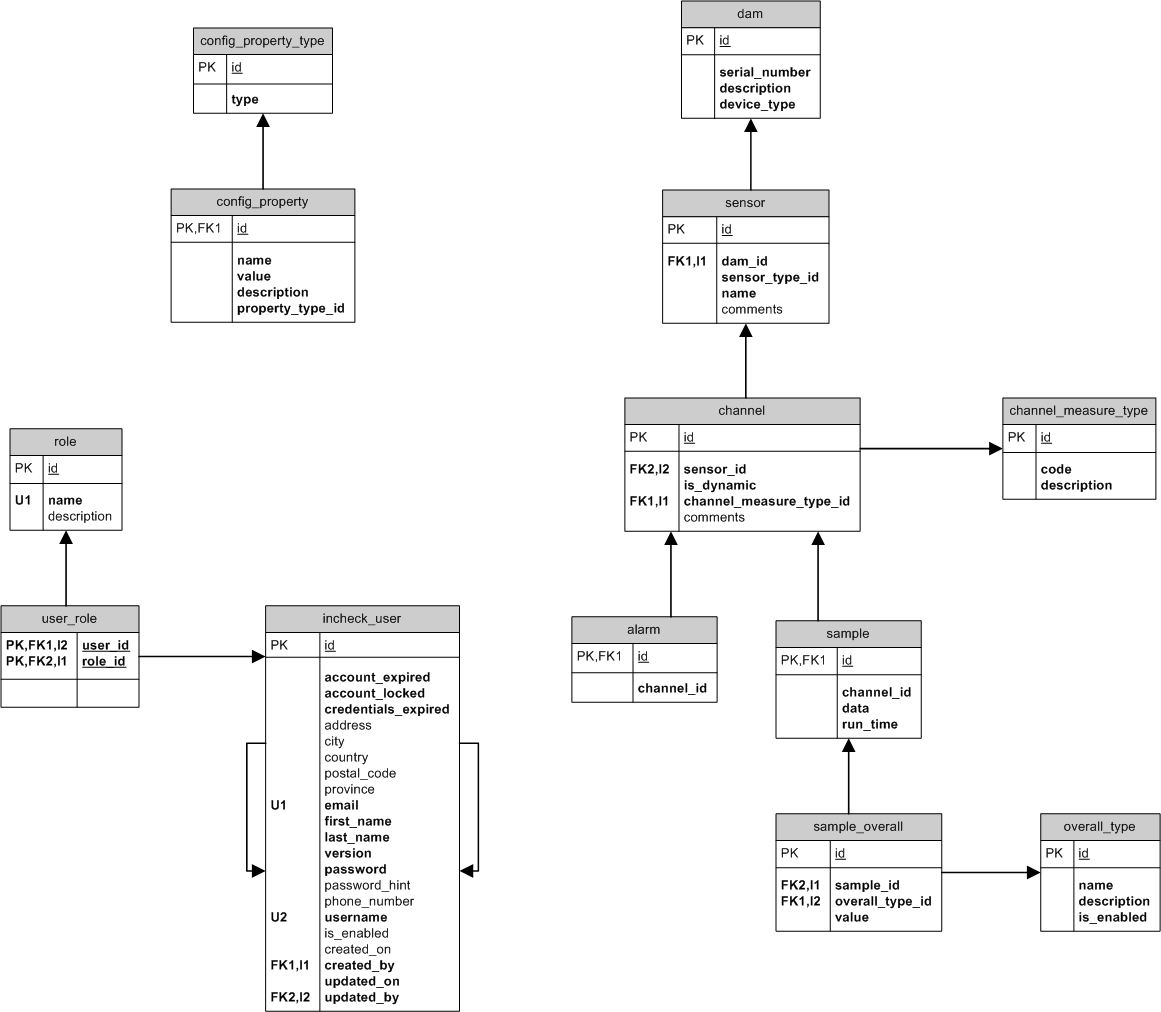 config_property_type
PK id
type
config_property
PK,FK1 id
name
value
description
property_type_id
dam
PK id
serial_number
description
device_type
sensor
PK id
FK1,I1 dam_id
sensor_type_id
name
comments
channel
PK id
FK2,I2 sensor_id
is_dynamic
FK1,I1 channel_measure_type_id
comments
channel_measure_type
PK id
code
description
role
PK id
U1 name
description
user_role
PK,FK1,I2 user_id
PK,FK2,I1 role_id
incheck_user
PK id
account_expired
account_locked
credentials_expired
address
city
country
postal_code
province
U1 email
first_name
last_name
version
password
password_hint
phone_number
U2 username
is_enabled
created_on
FK1,I1 created_by
updated_on
FK2,I2 updated_by
alarm
PK,FK1 id
channel_id
sample
PK,FK1 id
channel_id
data
run_time
sample_overall
PK id
FK2,I1 sample_id
FK1,I2 overall_type_id
value
overall_type
PK id
name
description
is_enabled